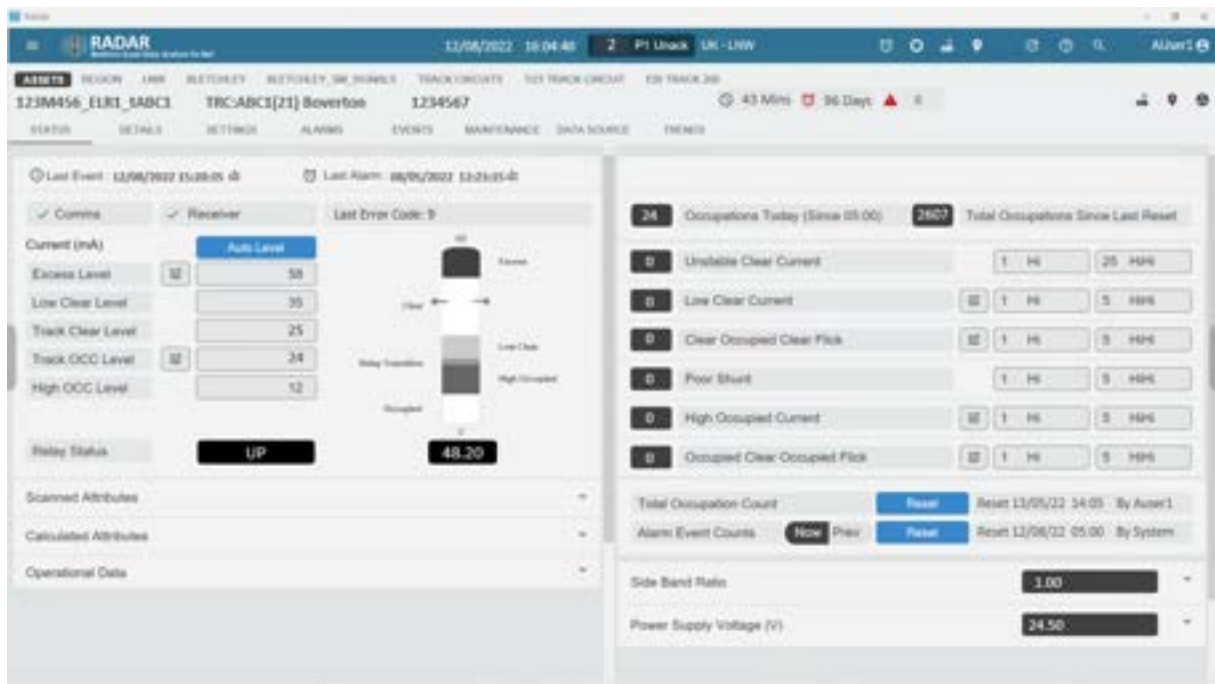 RADAR
12/08/2022 16:04:40 2 P1 Unack UK - LNW AUser1
ASSETS REGION LNW BLETCHLEY BLETCHLEY_SW_SIGNALS TRACK CIRCUITS TI21 TRACK CIRCUIT
123M456_ELR1_1ABC1 TRC:ABC1[21] Boverton 1234567 43 Mins 96 Days
STATUS DETAILS SETTINGS ALARMS EVENTS MAINTENANCE DATA SOURCE TRENDS
Last Event: 12/08/2022 15:20:05 Last Alarm: 08/05/2022
Comms Receiver Last Error Code: 9
24 Occupations Today (Since 05:00) 2607 Total Occupations Since Last Reset
Current (mA) Auto Level
Excess
Excess Level 58
Low Clear Level 35
Clear
Track Clear Level 25
Low Clear
Track OCC Level 24
Relay Transition
High Occupied
High OCC Level 12
Occupied
Relay Status UP 48.20
Scanned Attributes
Calculated Attributes
Operational Data
0 Unstable Clear Current 1 Hi 25 HiHi
0 Low Clear Current 1 Hi 5 HiHi
0 Clear Occupied Clear Flick 1 Hi 5 HiHi
0 Poor Shunt 1 Hi 5 HiHi
0 High Occupied Current 1 Hi 5 HiHi
0 Occupied Clear Occupied Flick 1 Hi 5 HiHi
Total Occupation Count Reset Reset 13/05/22 14:05 By Auser1
Alarm Event Counts Now Prev Reset Reset 12/08/22 05:00 By System
Side Band Ratio 1.00
Power Supply Voltage (V) 24.50